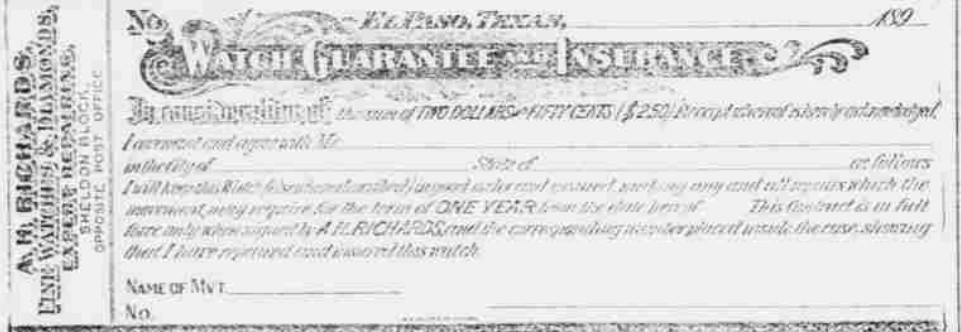 A. H. RICHARDS,
FINE WATCHES & DIAMONDS,
EXPERT REPAIRING,
SHELDON BLOCK,
OPPOSITE POST OFFICE
No. EL PASO, TEXAS, 189
WATCH GUARANTEE AND INSURANCE
In consideration of the sum of TWO DOLLARS & FIFTY CENTS ($2.50) Receipt whereof is hereby acknowledged,
I covenant and agree with Mr.
in the City of State of as follows
I will keep this Watch in good order and any and all repairs which the
movement may require for the term of ONE YEAR from the date hereof. This Contract is in full
force only when signed by A. H. RICHARDS, and the corresponding number placed inside the case, showing
that I have repaired and insured this watch.
NAME OF MVT.
No.